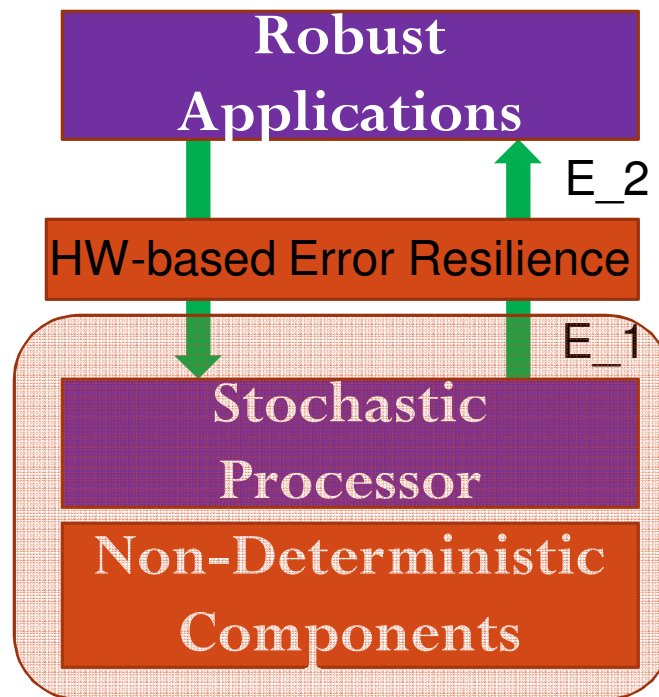 Robust
Applications
E_2
HW-based Error Resilience
E_1
Stochastic
Processor
Non-Deterministic
Components